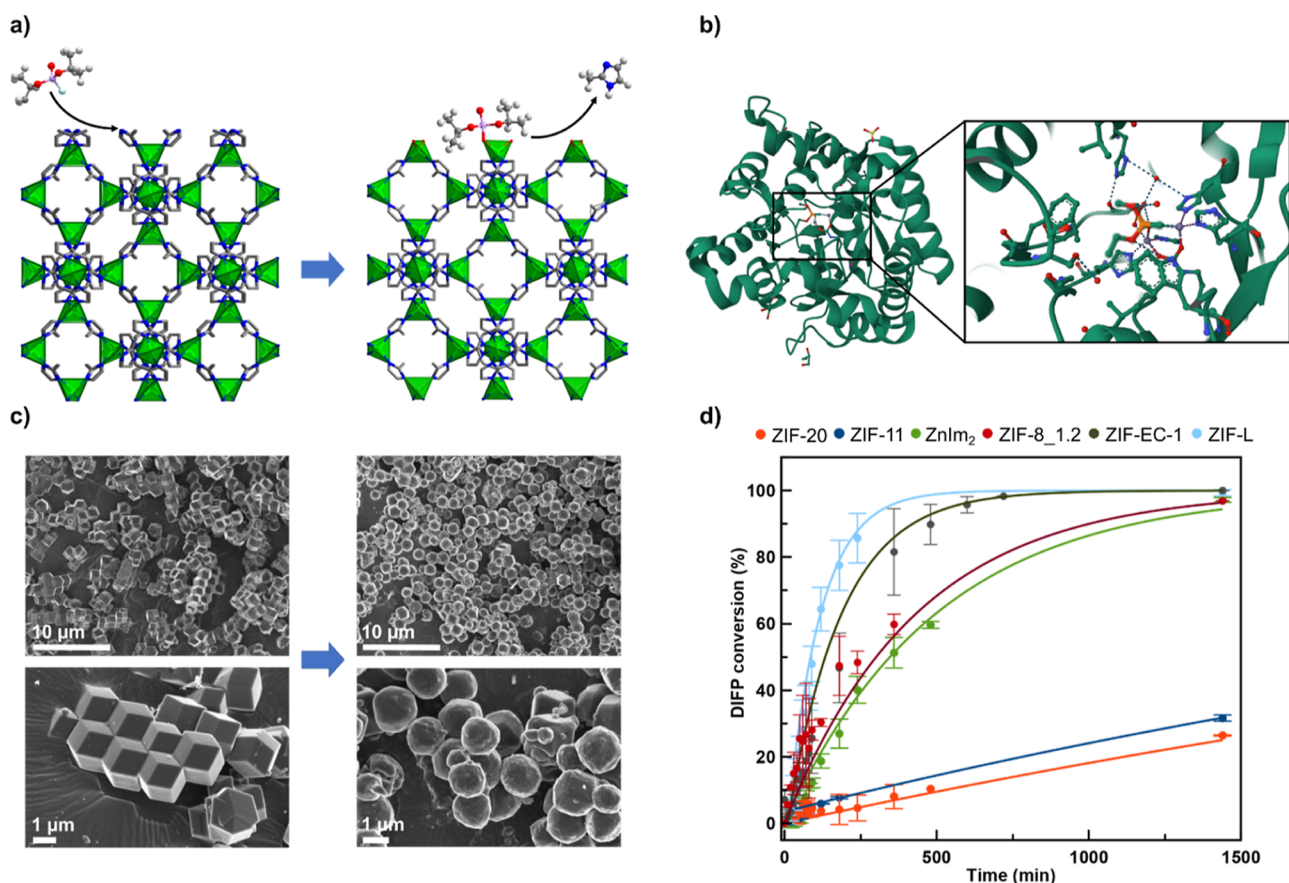 a)
b)
c)
10 µm
10 µm
1 µm
1 µm
d)
ZIF-20 ZIF-11 ZnIm₂ ZIF-8_1.2 ZIF-EC-1 ZIF-L
DIFP conversion (%)
100
80
60
40
20
0
0 500 1000 1500
Time (min)